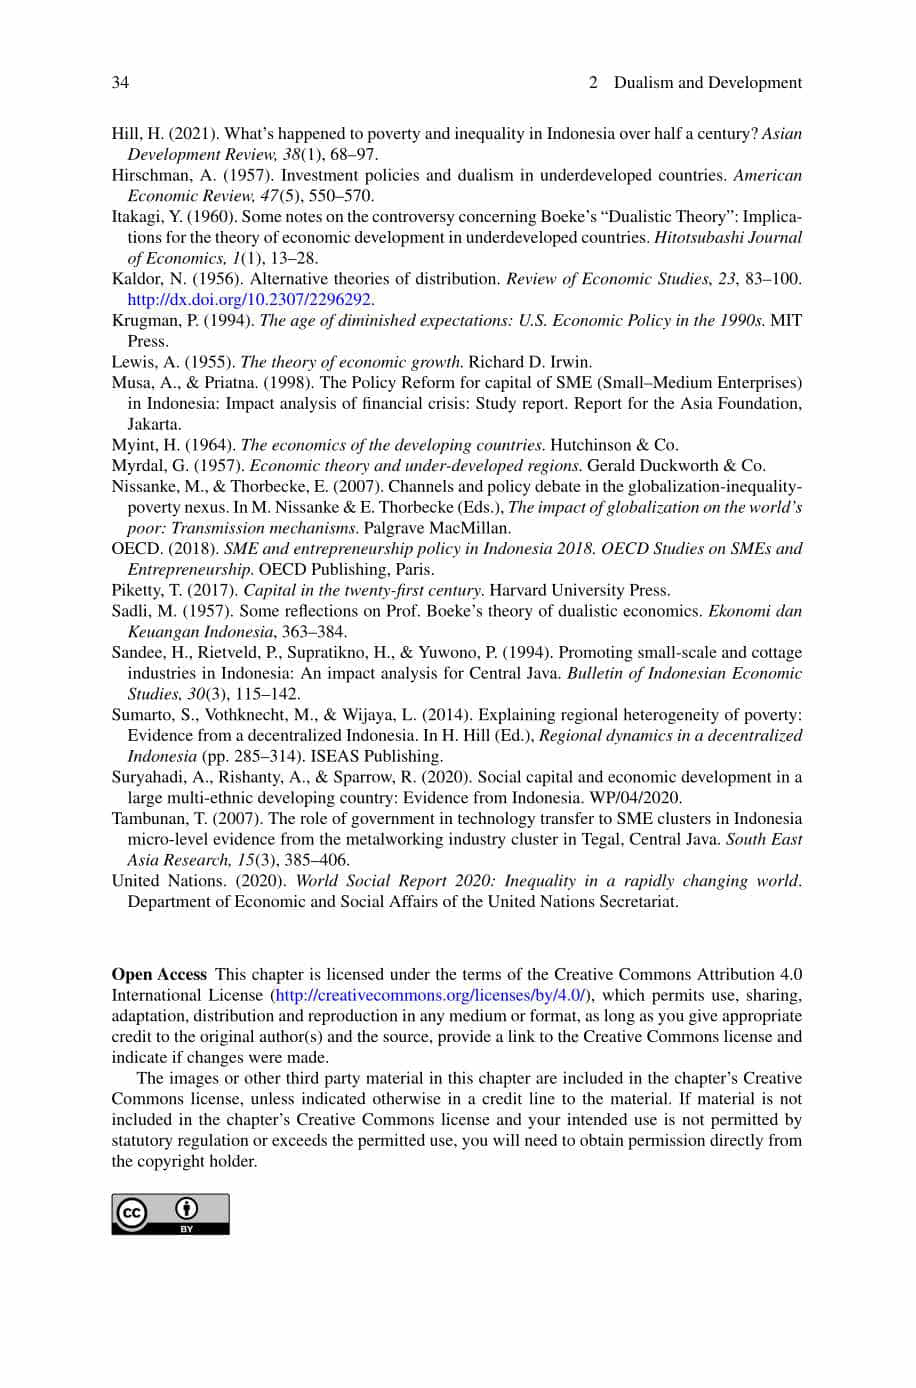 34
2 Dualism and Development
Hill, H. (2021). What’s happened to poverty and inequality in Indonesia over half a century? Asian
Development Review, 38(1), 68–97.
Hirschman, A. (1957). Investment policies and dualism in underdeveloped countries. American
Economic Review, 47(5), 550–570.
Itakagi, Y. (1960). Some notes on the controversy concerning Boeke’s “Dualistic Theory”: Implica-
tions for the theory of economic development in underdeveloped countries. Hitotsubashi Journal
of Economics, 1(1), 13–28.
Kaldor, N. (1956). Alternative theories of distribution. Review of Economic Studies, 23, 83–100.
http://dx.doi.org/10.2307/2296292.
Krugman, P. (1994). The age of diminished expectations: U.S. Economic Policy in the 1990s. MIT
Press.
Lewis, A. (1955). The theory of economic growth. Richard D. Irwin.
Musa, A., & Priatna. (1998). The Policy Reform for capital of SME (Small–Medium Enterprises)
in Indonesia: Impact analysis of financial crisis: Study report. Report for the Asia Foundation,
Jakarta.
Myint, H. (1964). The economics of the developing countries. Hutchinson & Co.
Myrdal, G. (1957). Economic theory and under-developed regions. Gerald Duckworth & Co.
Nissanke, M., & Thorbecke, E. (2007). Channels and policy debate in the globalization-inequality-
poverty nexus. In M. Nissanke & E. Thorbecke (Eds.), The impact of globalization on the world’s
poor: Transmission mechanisms. Palgrave MacMillan.
OECD. (2018). SME and entrepreneurship policy in Indonesia 2018. OECD Studies on SMEs and
Entrepreneurship. OECD Publishing, Paris.
Piketty, T. (2017). Capital in the twenty-first century. Harvard University Press.
Sadli, M. (1957). Some reflections on Prof. Boeke’s theory of dualistic economics. Ekonomi dan
Keuangan Indonesia, 363–384.
Sandee, H., Rietveld, P., Supratikno, H., & Yuwono, P. (1994). Promoting small-scale and cottage
industries in Indonesia: An impact analysis for Central Java. Bulletin of Indonesian Economic
Studies, 30(3), 115–142.
Sumarto, S., Vothknecht, M., & Wijaya, L. (2014). Explaining regional heterogeneity of poverty:
Evidence from a decentralized Indonesia. In H. Hill (Ed.), Regional dynamics in a decentralized
Indonesia (pp. 285–314). ISEAS Publishing.
Suryahadi, A., Rishanty, A., & Sparrow, R. (2020). Social capital and economic development in a
large multi-ethnic developing country: Evidence from Indonesia. WP/04/2020.
Tambunan, T. (2007). The role of government in technology transfer to SME clusters in Indonesia
micro-level evidence from the metalworking industry cluster in Tegal, Central Java. South East
Asia Research, 15(3), 385–406.
United Nations. (2020). World Social Report 2020: Inequality in a rapidly changing world.
Department of Economic and Social Affairs of the United Nations Secretariat.
Open Access This chapter is licensed under the terms of the Creative Commons Attribution 4.0
International License (http://creativecommons.org/licenses/by/4.0/), which permits use, sharing,
adaptation, distribution and reproduction in any medium or format, as long as you give appropriate
credit to the original author(s) and the source, provide a link to the Creative Commons license and
indicate if changes were made.
The images or other third party material in this chapter are included in the chapter’s Creative
Commons license, unless indicated otherwise in a credit line to the material. If material is not
included in the chapter’s Creative Commons license and your intended use is not permitted by
statutory regulation or exceeds the permitted use, you will need to obtain permission directly from
the copyright holder.
cc
BY